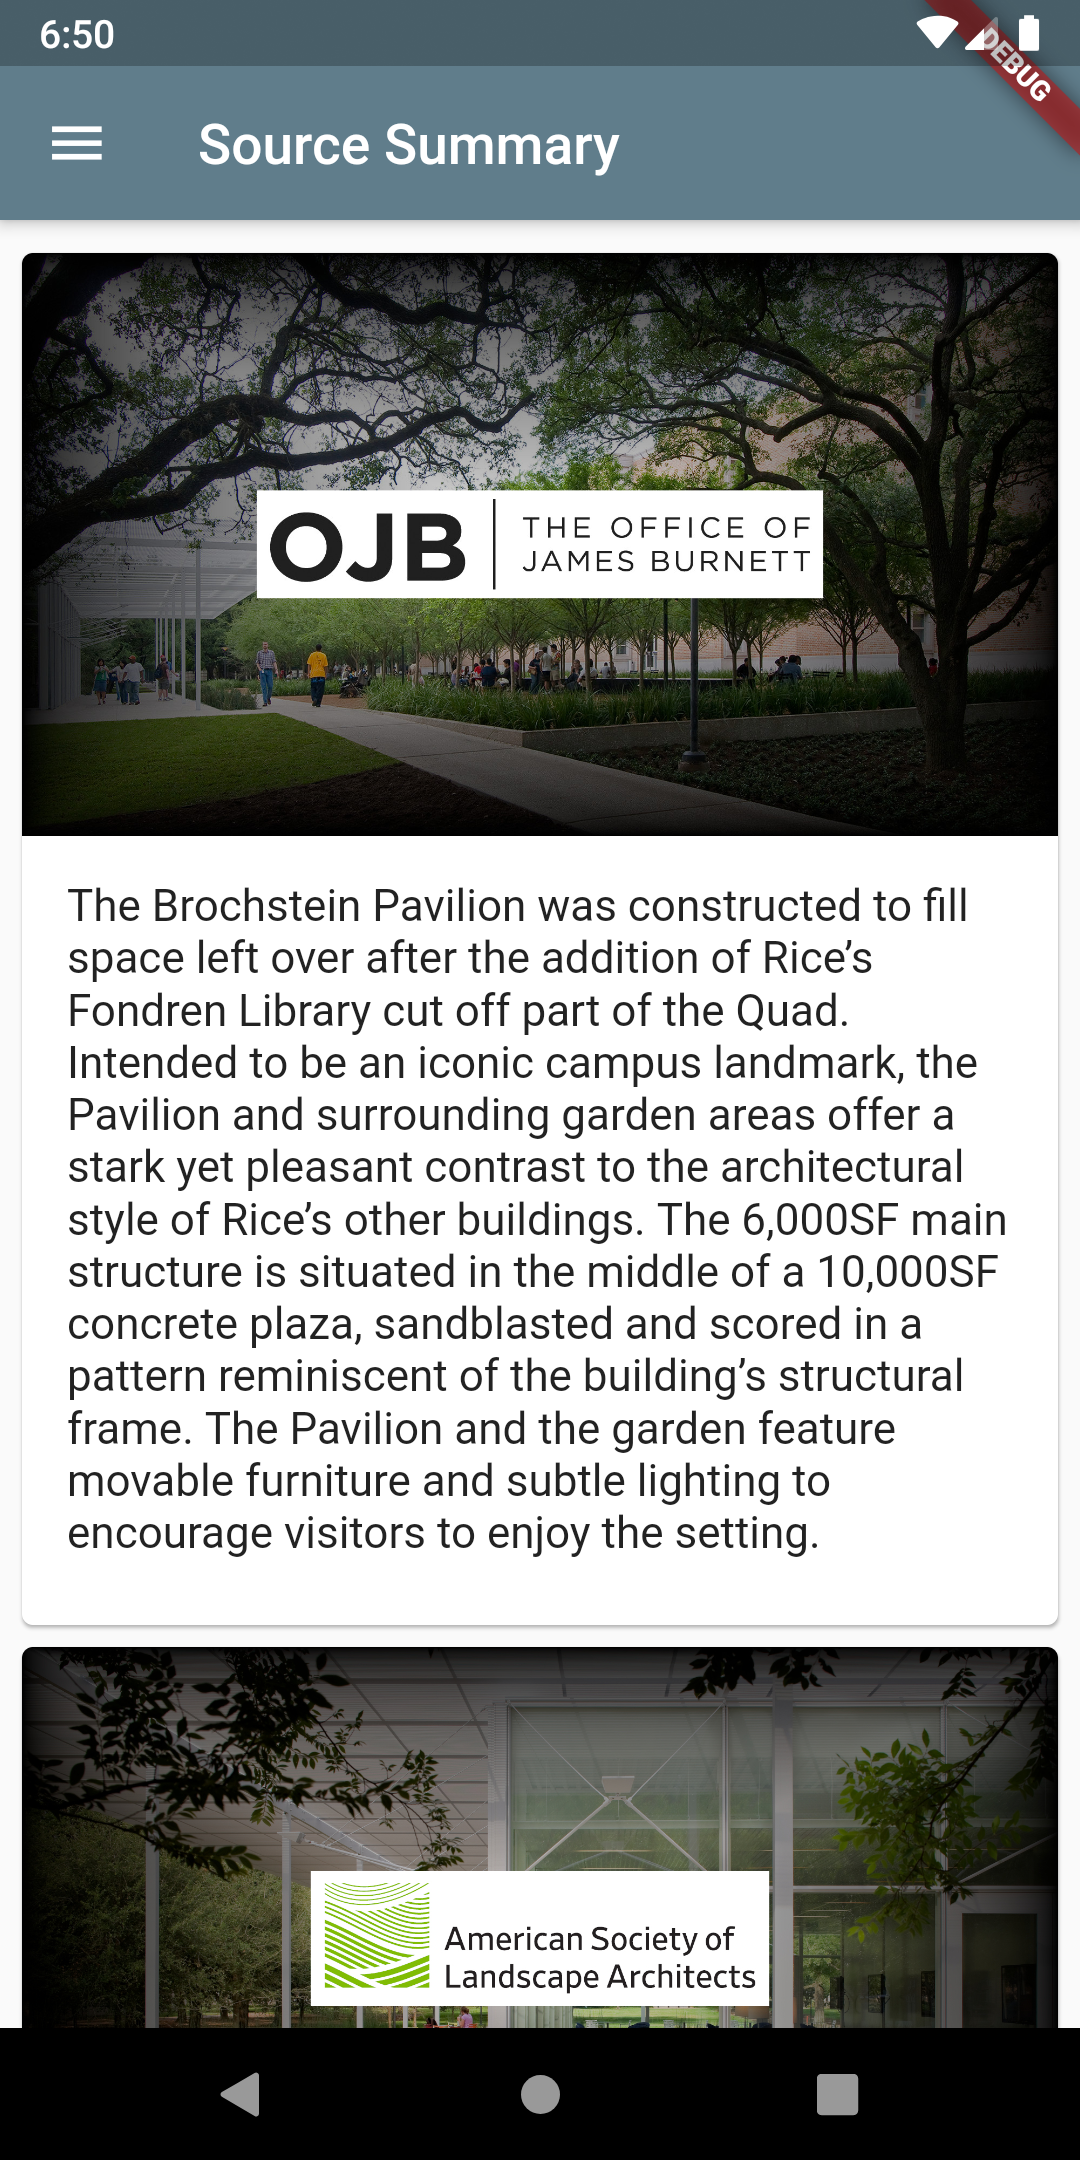 6:50
DEBUG
Source Summary
OJB
THE OFFICE OF
JAMES BURNETT
The Brochstein Pavilion was constructed to fill
space left over after the addition of Rice’s
Fondren Library cut off part of the Quad.
Intended to be an iconic campus landmark, the
Pavilion and surrounding garden areas offer a
stark yet pleasant contrast to the architectural
style of Rice’s other buildings. The 6,000SF main
structure is situated in the middle of a 10,000SF
concrete plaza, sandblasted and scored in a
pattern reminiscent of the building’s structural
frame. The Pavilion and the garden feature
movable furniture and subtle lighting to
encourage visitors to enjoy the setting.
American Society of
Landscape Architects